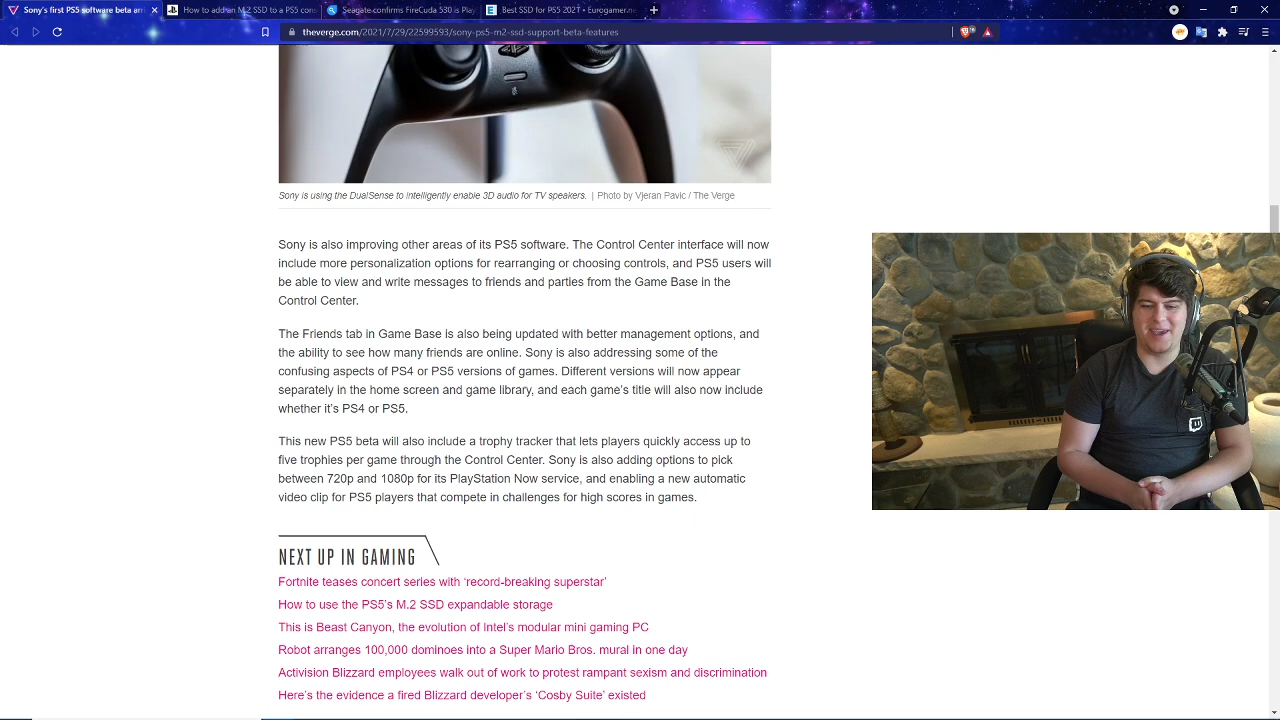 Sony's first PS5 software beta arr
How to add an M.2 SSD to a PS5 cons
Seagate confirms FireCuda 530 is Play
Best SSD for PS5 2021 • Eurogamer.ne
theverge.com/2021/7/29/22599593/sony-ps5-m2-ssd-support-beta-features
Sony is using the DualSense to intelligently enable 3D audio for TV speakers. | Photo by Vjeran Pavic / The Verge
Sony is also improving other areas of its PS5 software. The Control Center interface will now
include more personalization options for rearranging or choosing controls, and PS5 users will
be able to view and write messages to friends and parties from the Game Base in the
Control Center.
The Friends tab in Game Base is also being updated with better management options, and
the ability to see how many friends are online. Sony is also addressing some of the
confusing aspects of PS4 or PS5 versions of games. Different versions will now appear
separately in the home screen and game library, and each game's title will also now include
whether it's PS4 or PS5.
This new PS5 beta will also include a trophy tracker that lets players quickly access up to
five trophies per game through the Control Center. Sony is also adding options to pick
between 720p and 1080p for its PlayStation Now service, and enabling a new automatic
video clip for PS5 players that compete in challenges for high scores in games.
NEXT UP IN GAMING
Fortnite teases concert series with ‘record-breaking superstar’
How to use the PS5's M.2 SSD expandable storage
This is Beast Canyon, the evolution of Intel's modular mini gaming PC
Robot arranges 100,000 dominoes into a Super Mario Bros. mural in one day
Activision Blizzard employees walk out of work to protest rampant sexism and discrimination
Here's the evidence a fired Blizzard developer's ‘Cosby Suite’ existed